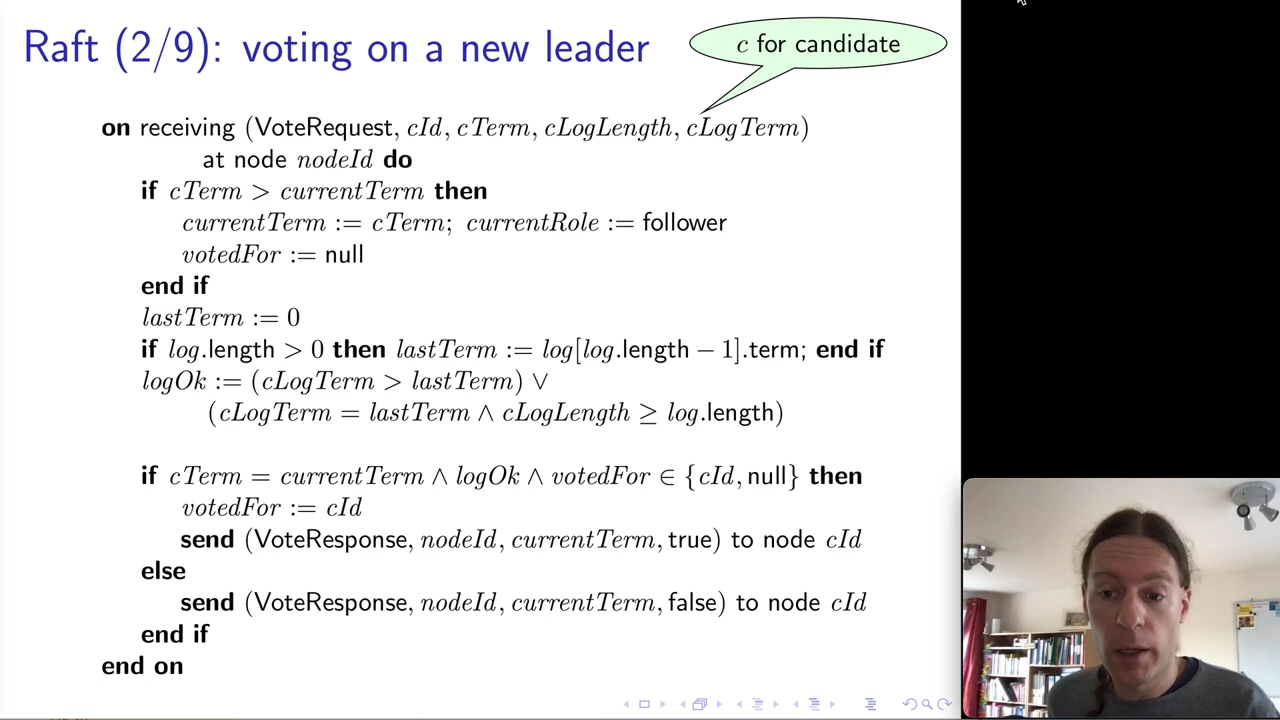 Raft (2/9): voting on a new leader
c for candidate
on receiving (VoteRequest, cId, cTerm, cLogLength, cLogTerm)
at node nodeId do
if cTerm > currentTerm then
currentTerm := cTerm; currentRole := follower
votedFor := null
end if
lastTerm := 0
if log.length > 0 then lastTerm := log[log.length − 1].term; end if
logOk := (cLogTerm > lastTerm) ∨
(cLogTerm = lastTerm ∧ cLogLength ≥ log.length)
if cTerm = currentTerm ∧ logOk ∧ votedFor ∈ {cId, null} then
votedFor := cId
send (VoteResponse, nodeId, currentTerm, true) to node cId
else
send (VoteResponse, nodeId, currentTerm, false) to node cId
end if
end on